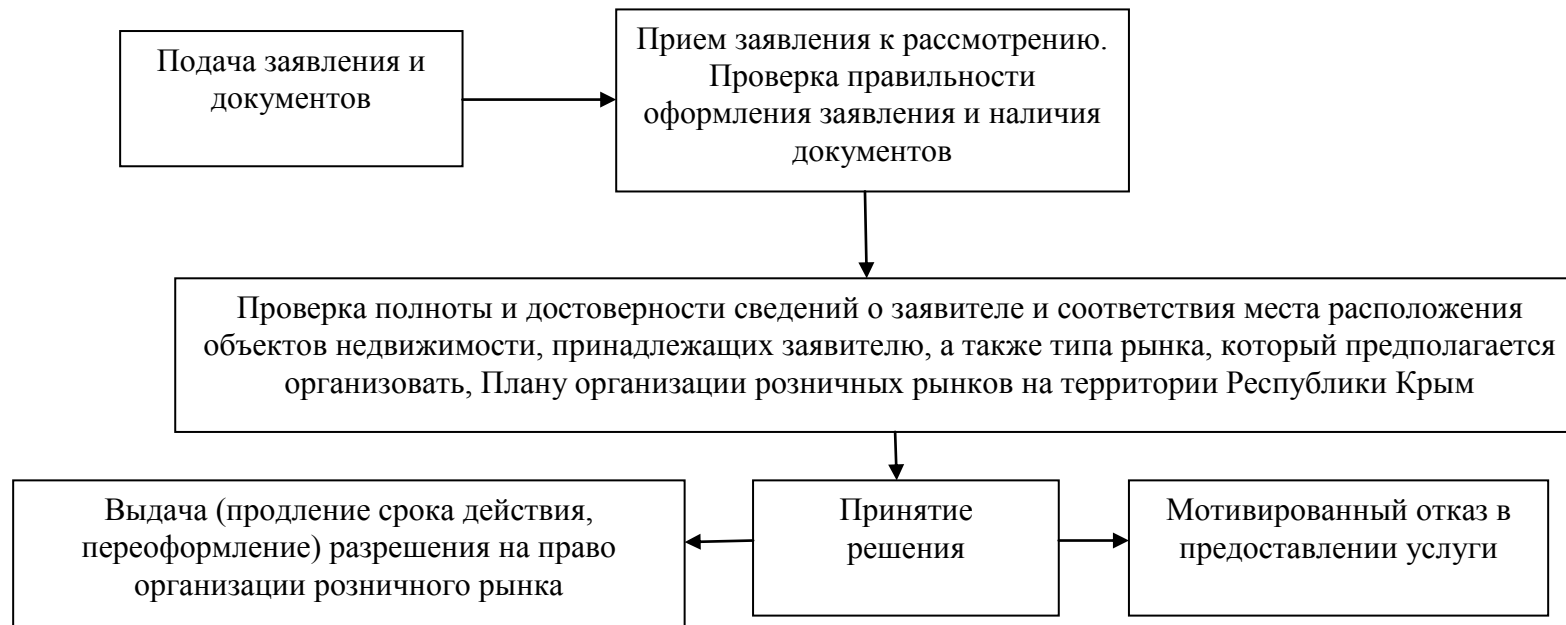 Подача заявления и
документов
Прием заявления к рассмотрению.
Проверка правильности
оформления заявления и наличия
документов
Проверка полноты и достоверности сведений о заявителе и соответствия места расположения
объектов недвижимости, принадлежащих заявителю, а также типа рынка, который предполагается
организовать, Плану организации розничных рынков на территории Республики Крым
Выдача (продление срока действия,
переоформление) разрешения на право
организации розничного рынка
Принятие
решения
Мотивированный отказ в
предоставлении услуги